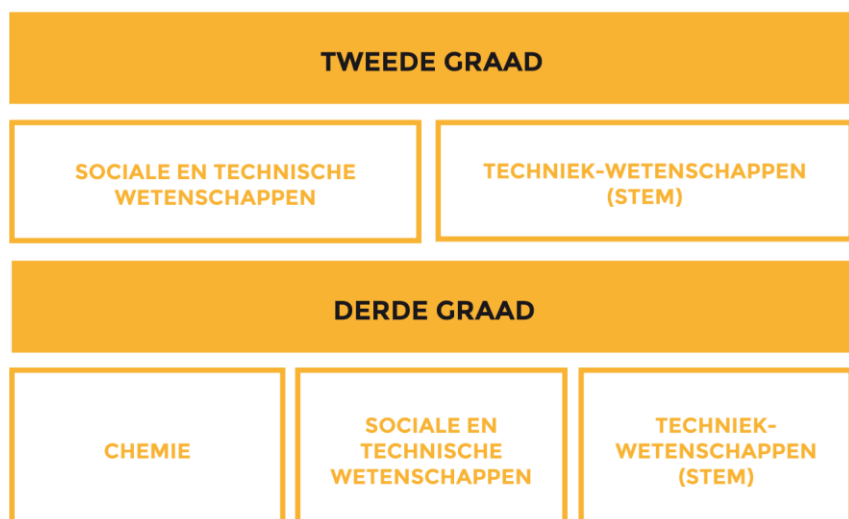 TWEEDE GRAAD
SOCIALE EN TECHNISCHE
WETENSCHAPPEN
TECHNIEK-WETENSCHAPPEN
(STEM)
DERDE GRAAD
CHEMIE
SOCIALE EN
TECHNISCHE
WETENSCHAPPEN
TECHNIEK-
WETENSCHAPPEN
(STEM)